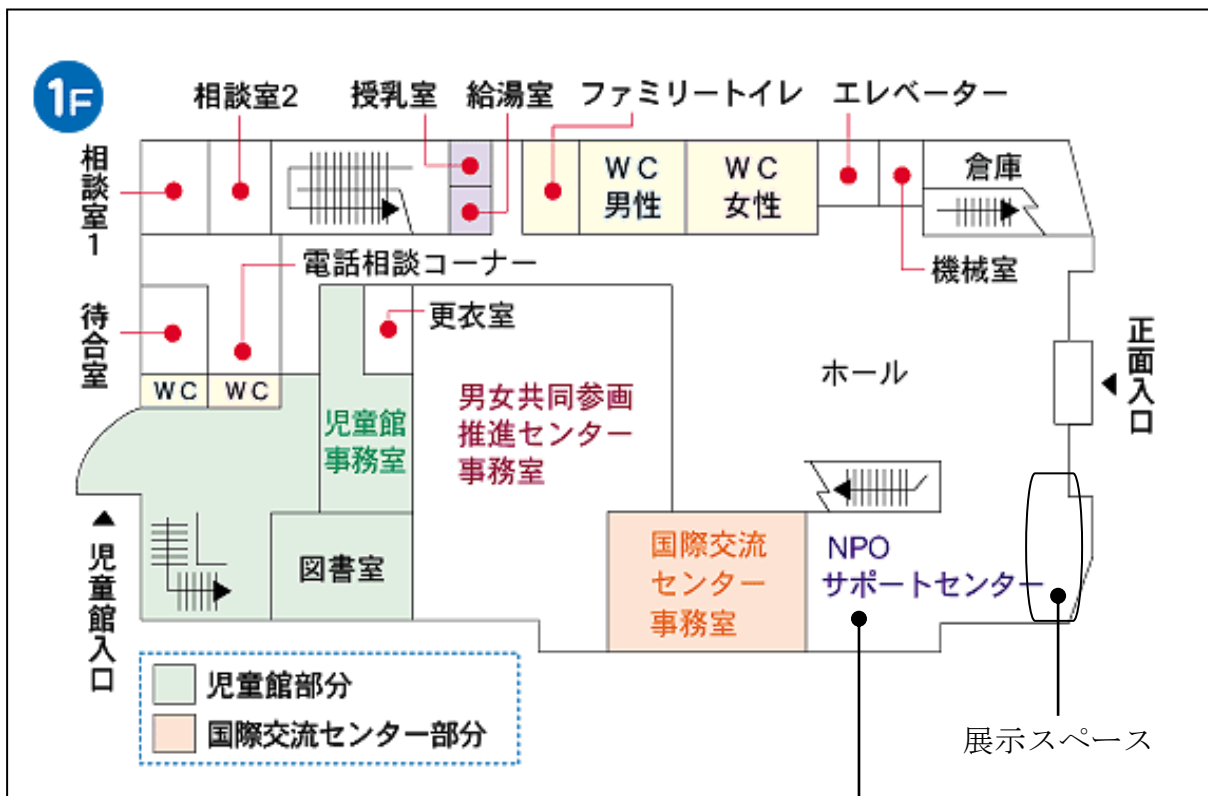 1F
相談室2
授乳室
給湯室
ファミリートイレ
エレベーター
相談室1
WC
男性
WC
女性
倉庫
電話相談コーナー
機械室
待合室
更衣室
正面入口
ホール
WC
WC
児童館
事務室
男女共同参画
推進センター
事務室
図書室
国際交流
センター
事務室
NPO
サポートセンター
児童館入口
児童館部分
国際交流センター部分
展示スペース